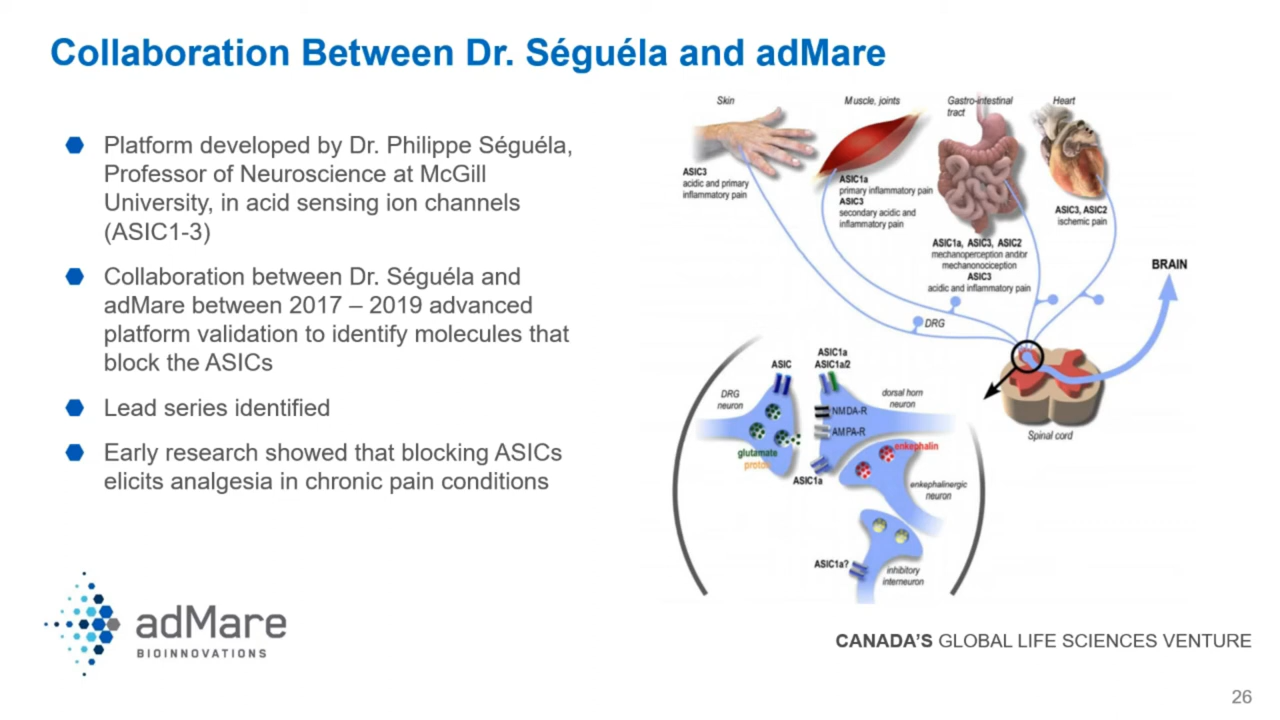 Collaboration Between Dr. Séguéla and adMare
Platform developed by Dr. Philippe Séguéla,
Professor of Neuroscience at McGill
University, in acid sensing ion channels
(ASIC1-3)
Collaboration between Dr. Séguéla and
adMare between 2017 – 2019 advanced
platform validation to identify molecules that
block the ASICs
Lead series identified
Early research showed that blocking ASICs
elicits analgesia in chronic pain conditions
Skin
ASIC3
acidic and primary
inflammatory pain
Muscle, joints
ASIC1a
primary inflammatory pain
ASIC3
secondary acidic and
inflammatory pain
Gastro-intestinal
tract
ASIC1a, ASIC3, ASIC2
mechanoperception and/or
mechanonociception
ASIC3
acidic and inflammatory pain
Heart
ASIC3, ASIC2
ischemic pain
BRAIN
DRG
Spinal cord
ASIC
DRG
neuron
glutamate
ASIC1a
ASIC1a/2
dorsal horn
neuron
NMDA-R
AMPA-R
ASIC1a
enkephalin
enkephalinergic
neuron
ASIC1a?
inhibitory
interneuron
adMare
BIOINNOVATIONS
CANADA'S GLOBAL LIFE SCIENCES VENTURE
26